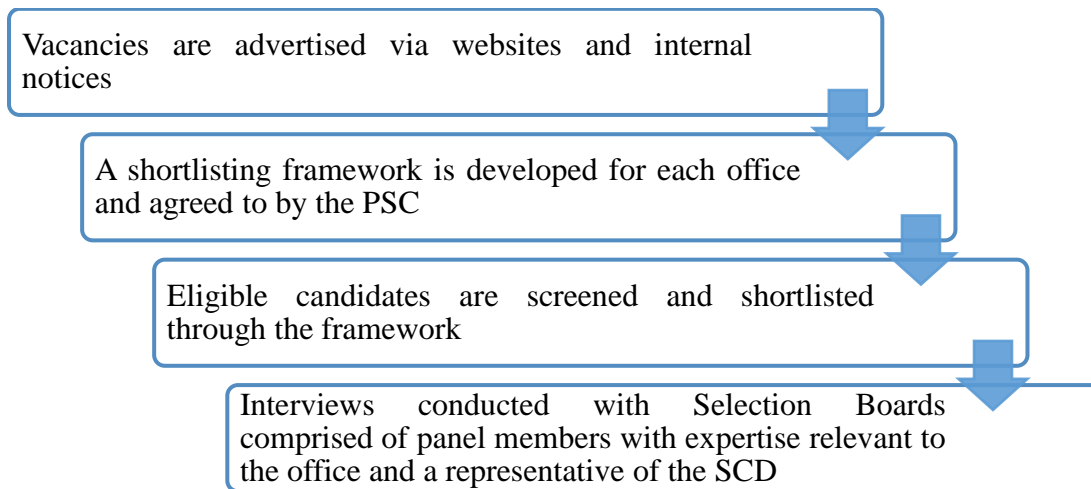 Vacancies are advertised via websites and internal
notices
A shortlisting framework is developed for each office
and agreed to by the PSC
Eligible candidates are screened and shortlisted
through the framework
Interviews conducted with Selection Boards
comprised of panel members with expertise relevant to
the office and a representative of the SCD